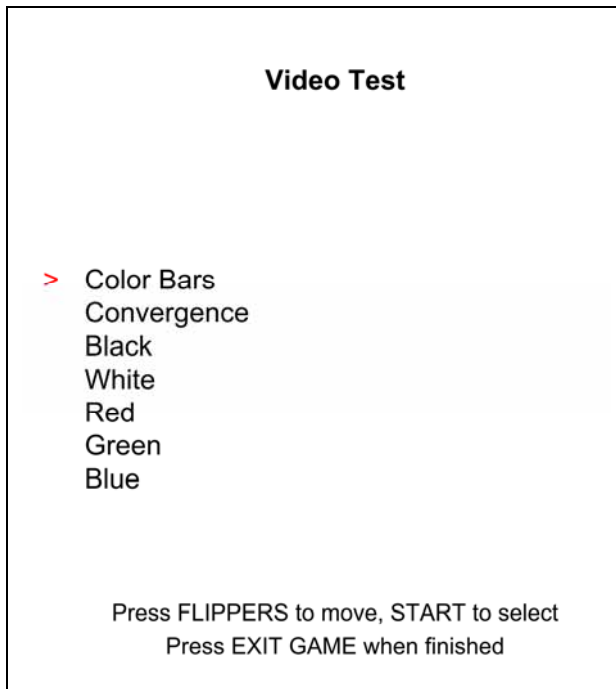 Video Test
> Color Bars
Convergence
Black
White
Red
Green
Blue
Press FLIPPERS to move, START to select
Press EXIT GAME when finished